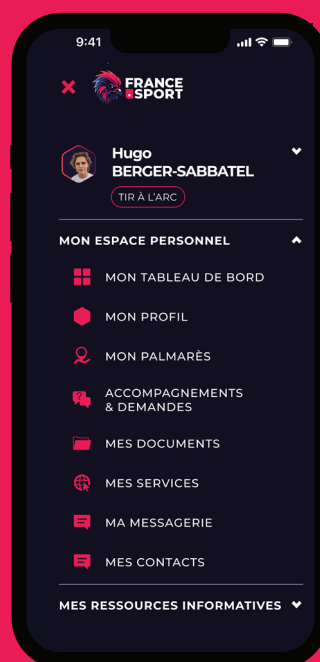 9:41
FRANCE
SPORT
Hugo
BERGER-SABBATEL
TIR À L'ARC
MON ESPACE PERSONNEL
MON TABLEAU DE BORD
MON PROFIL
MON PALMARÈS
ACCOMPAGNEMENTS
& DEMANDES
MES DOCUMENTS
MES SERVICES
MA MESSAGERIE
MES CONTACTS
MES RESSOURCES INFORMATIVES